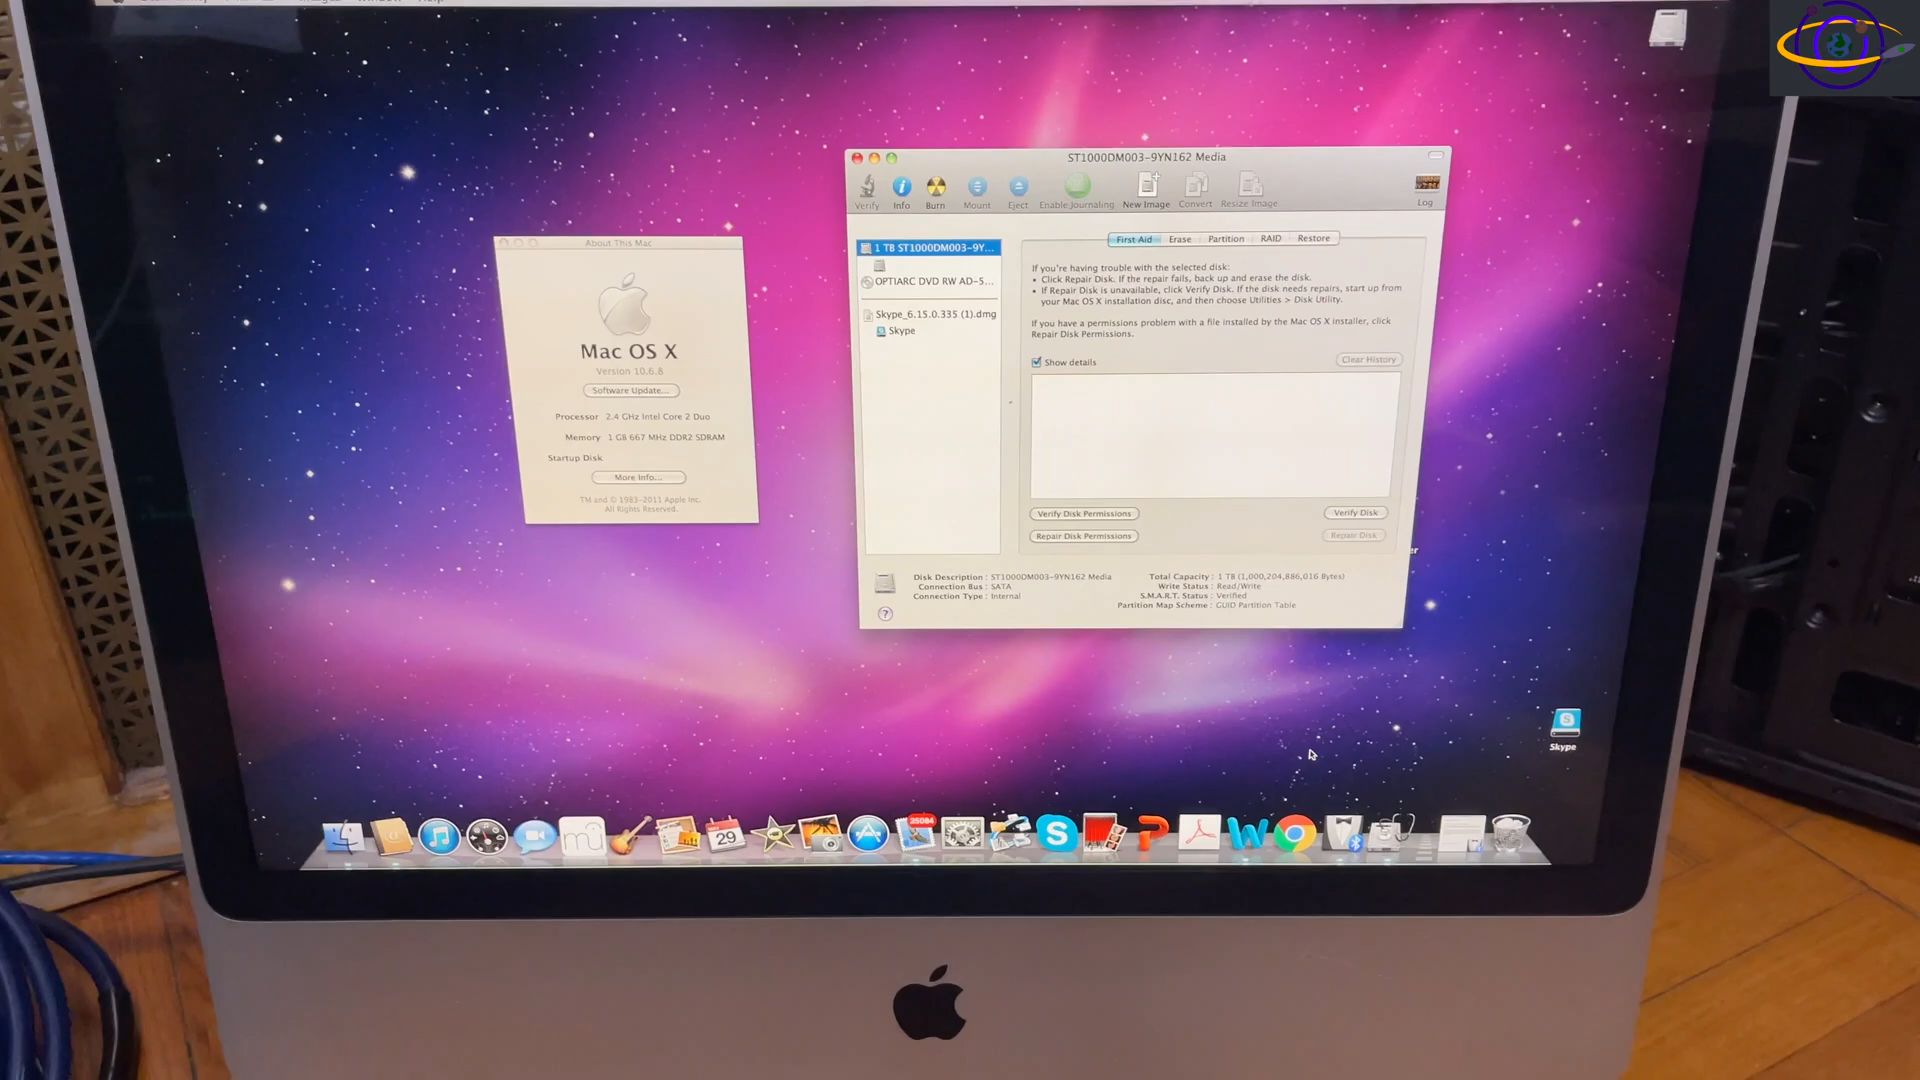 ST1000DM003-9YN162 Media
Verify
Info
Burn
Mount
Eject
Enable Journaling
New Image
Convert
Resize Image
Log
About This Mac
Mac OS X
Version 10.6.8
Software Update...
Processor 2.4 GHz Intel Core 2 Duo
Memory 1 GB 667 MHz DDR2 SDRAM
Startup Disk
More Info...
TM and © 1983-2011 Apple Inc.
All Rights Reserved.
1 TB ST1000DM003-9Y...
OPTIARC DVD RW AD-5...
Skype_6.15.0.335 (1).dmg
Skype
First Aid
Erase
Partition
RAID
Restore
If you're having trouble with the selected disk:
• Click Repair Disk. If the repair fails, back up and erase the disk.
• If Repair Disk is unavailable, click Verify Disk. If the disk needs repairs, start up from
your Mac OS X installation disc, and then choose Utilities > Disk Utility.
If you have a permissions problem with a file installed by the Mac OS X installer, click
Repair Disk Permissions.
Show details
Clear History
Verify Disk Permissions
Verify Disk
Repair Disk Permissions
Repair Disk
Disk Description : ST1000DM003-9YN162 Media
Connection Bus : SATA
Connection Type : Internal
Total Capacity : 1 TB (1,000,204,886,016 Bytes)
Write Status : Read/Write
S.M.A.R.T. Status : Verified
Partition Map Scheme : GUID Partition Table
?
Skype
29
25084